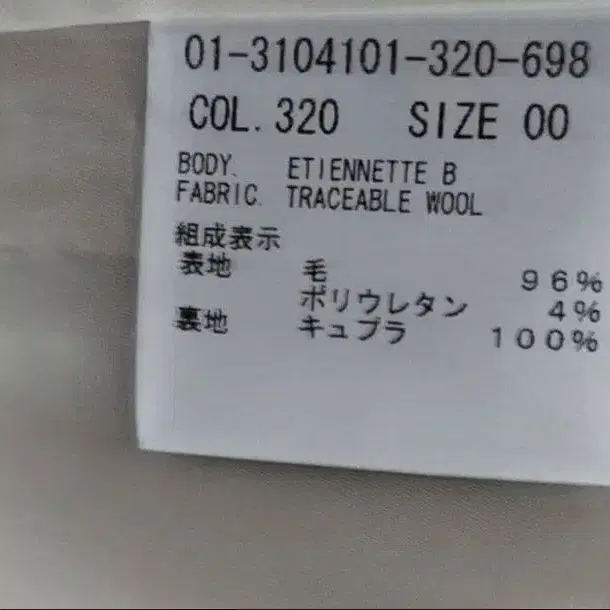 01-3104101-320-698
COL. 320 SIZE 00
BODY. ETIENNETTE B
FABRIC. TRACEABLE WOOL
組成表示
表地 毛 96%
ポリウレタン 4%
裏地 キュプラ 100%